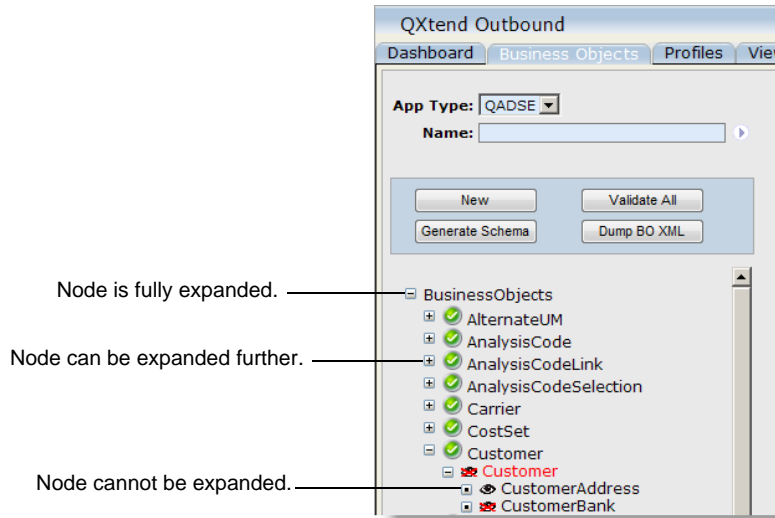 QXtend Outbound
Dashboard Business Objects Profiles Vie
App Type: QADSE
Name:
New Validate All
Generate Schema Dump BO XML
Node is fully expanded.
BusinessObjects
AlternateUM
AnalysisCode
Node can be expanded further.
AnalysisCodeLink
AnalysisCodeSelection
Carrier
CostSet
Customer
Customer
Node cannot be expanded.
CustomerAddress
CustomerBank